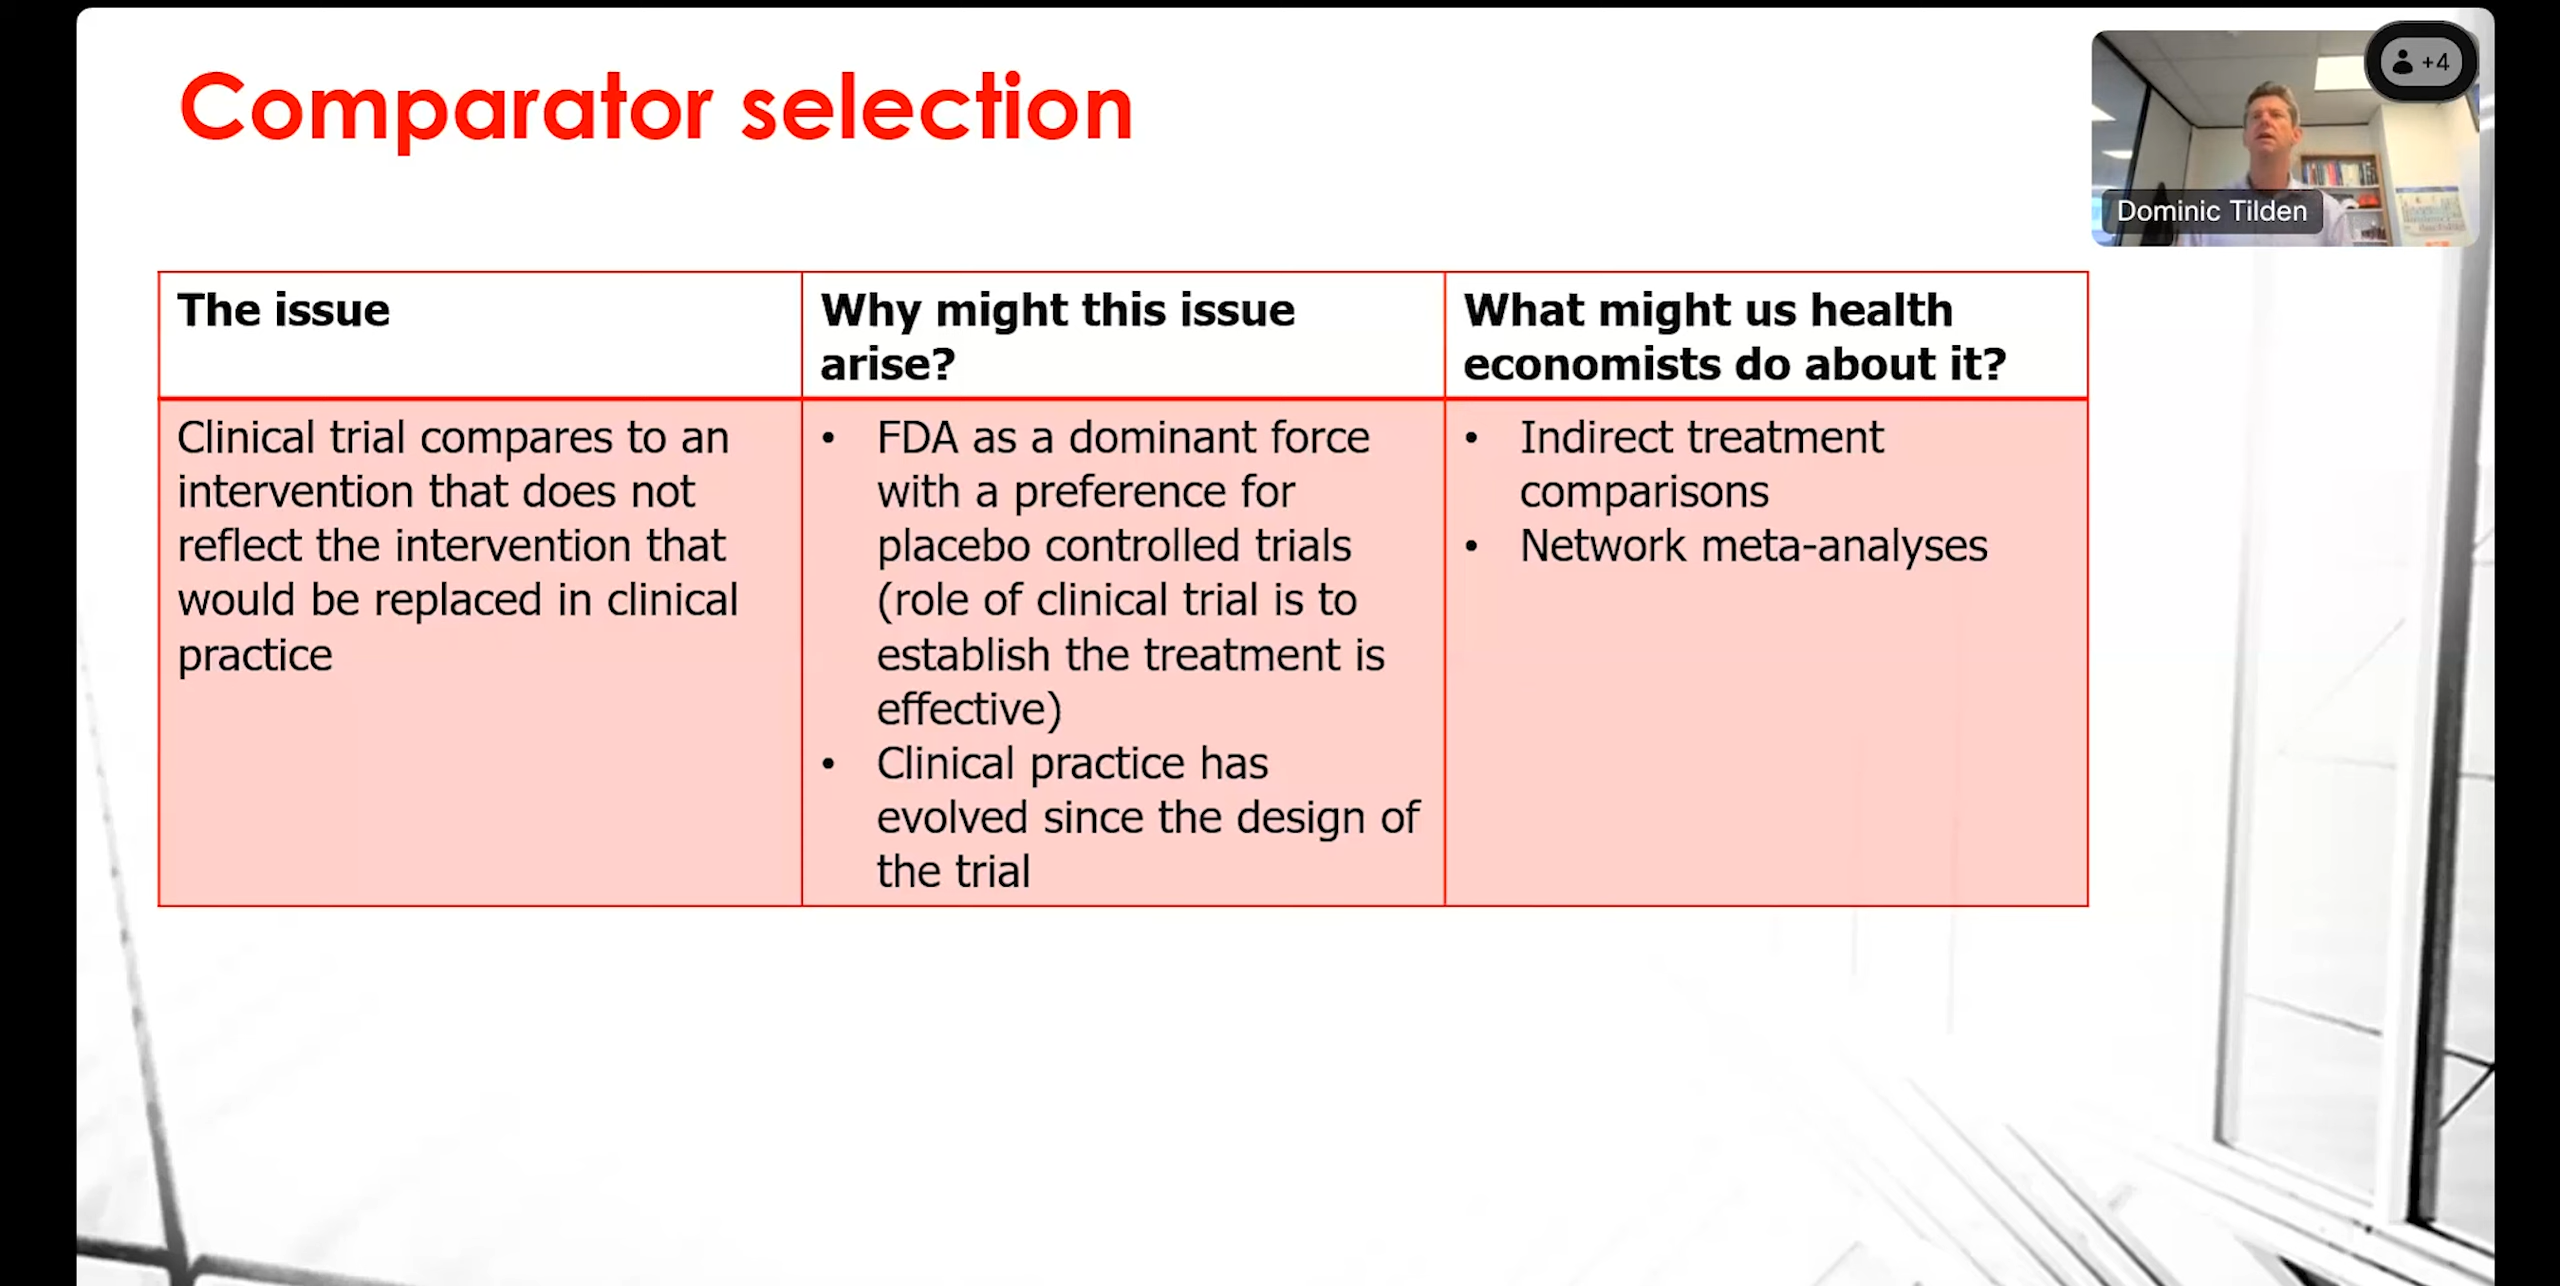 Comparator selection
+4
Dominic Tilden
The issue
Why might this issue
arise?
What might us health
economists do about it?
Clinical trial compares to an
intervention that does not
reflect the intervention that
would be replaced in clinical
practice
• FDA as a dominant force
with a preference for
placebo controlled trials
(role of clinical trial is to
establish the treatment is
effective)
• Clinical practice has
evolved since the design of
the trial
• Indirect treatment
comparisons
• Network meta-analyses